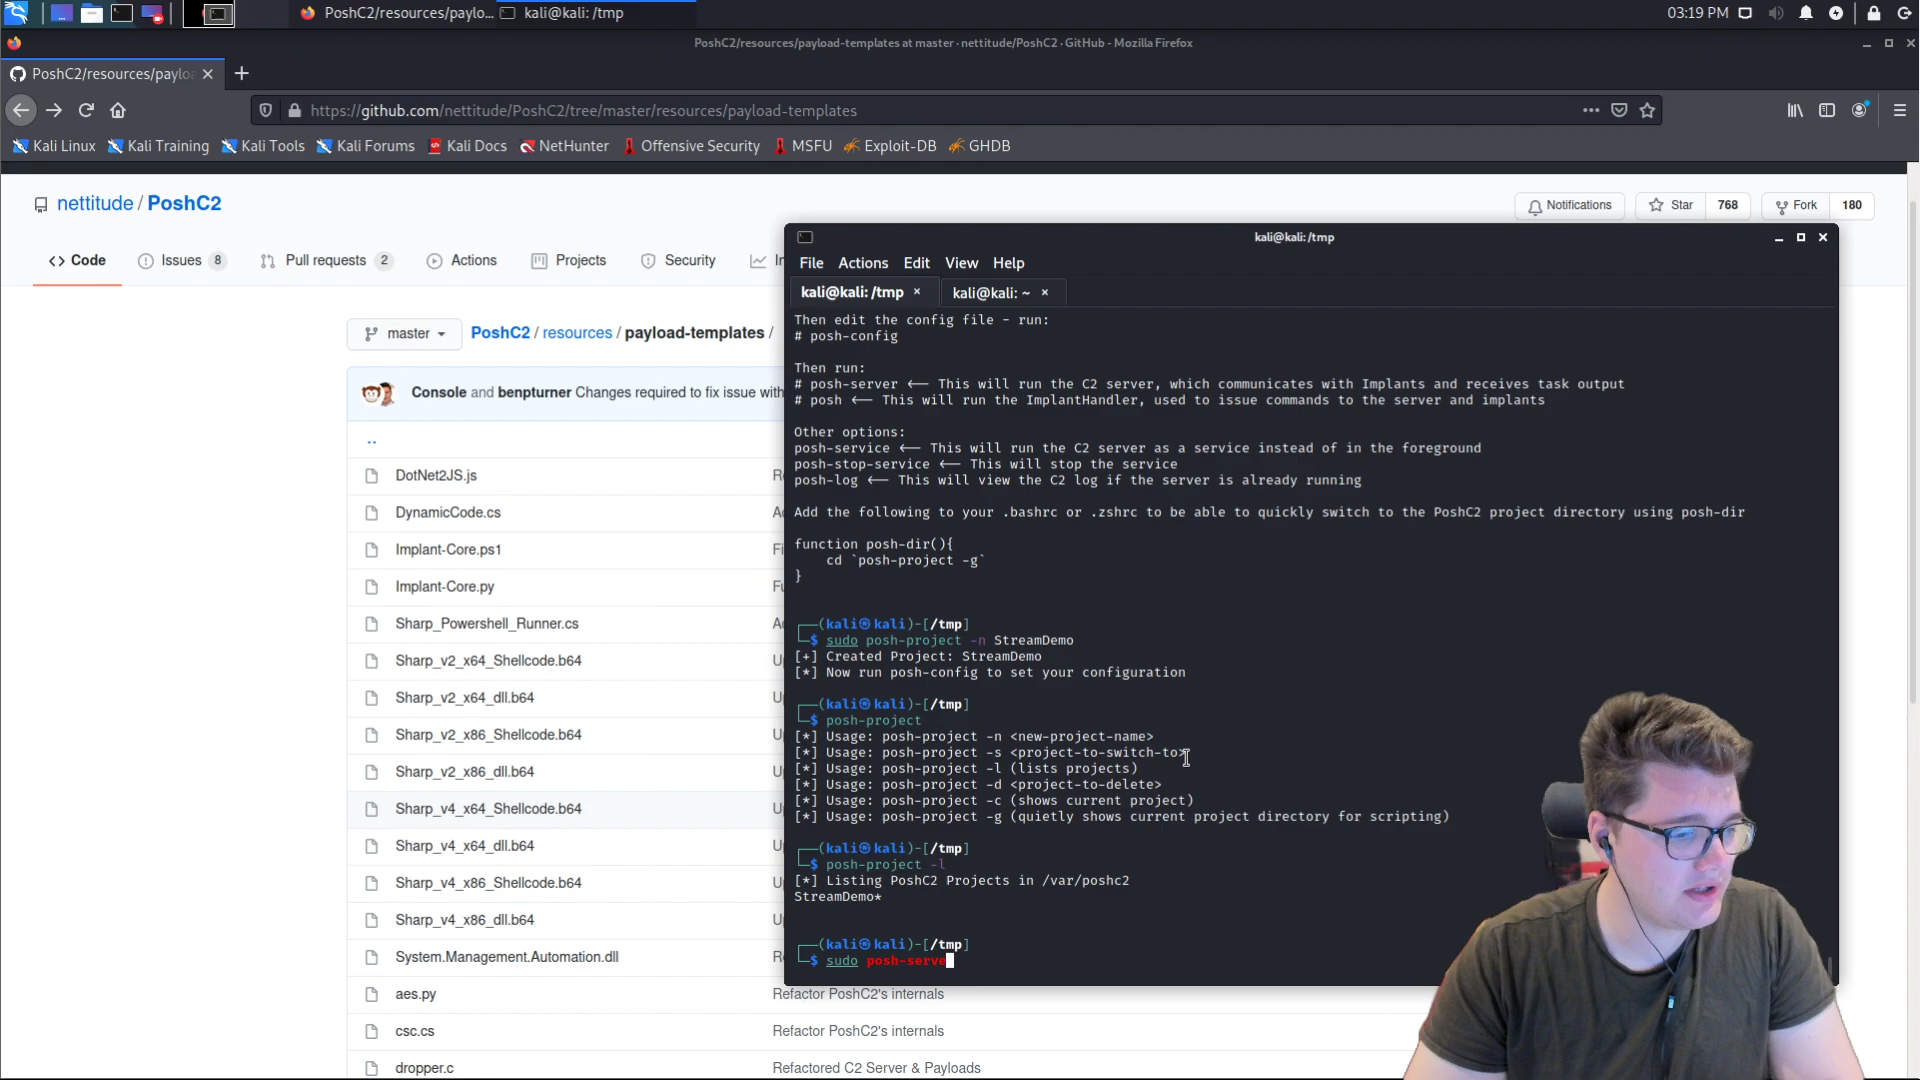 PoshC2/resources/paylo...
kali@kali: /tmp
03:19 PM
PoshC2/resources/payload-templates at master · nettitude/PoshC2 · GitHub - Mozilla Firefox
PoshC2/resources/paylo
https://github.com/nettitude/PoshC2/tree/master/resources/payload-templates
Kali Linux Kali Training Kali Tools Kali Forums Kali Docs NetHunter Offensive Security MSFU Exploit-DB GHDB
nettitude / PoshC2
Notifications Star 768 Fork 180
Code Issues 8 Pull requests 2 Actions Projects Security In
master PoshC2 / resources / payload-templates /
Console and benpturner Changes required to fix issue with
..
DotNet2JS.js
DynamicCode.cs
Implant-Core.ps1
Implant-Core.py
Sharp_Powershell_Runner.cs
Sharp_v2_x64_Shellcode.b64
Sharp_v2_x64_dll.b64
Sharp_v2_x86_Shellcode.b64
Sharp_v2_x86_dll.b64
Sharp_v4_x64_Shellcode.b64
Sharp_v4_x64_dll.b64
Sharp_v4_x86_Shellcode.b64
Sharp_v4_x86_dll.b64
System.Management.Automation.dll
aes.py Refactor PoshC2's internals
csc.cs Refactor PoshC2's internals
dropper.c Refactored C2 Server & Payloads
kali@kali: /tmp
File Actions Edit View Help
kali@kali: /tmp × kali@kali: ~ ×
Then edit the config file - run:
# posh-config
Then run:
# posh-server <-- This will run the C2 server, which communicates with Implants and receives task output
# posh <-- This will run the ImplantHandler, used to issue commands to the server and implants
Other options:
posh-service <-- This will run the C2 server as a service instead of in the foreground
posh-stop-service <-- This will stop the service
posh-log <-- This will view the C2 log if the server is already running
Add the following to your .bashrc or .zshrc to be able to quickly switch to the PoshC2 project directory using posh-dir
function posh-dir(){
cd `posh-project -g`
}
┌──(kali㉿kali)-[/tmp]
└─$ sudo posh-project -n StreamDemo
[+] Created Project: StreamDemo
[*] Now run posh-config to set your configuration
┌──(kali㉿kali)-[/tmp]
└─$ posh-project
[*] Usage: posh-project -n <new-project-name>
[*] Usage: posh-project -s <project-to-switch-to>
[*] Usage: posh-project -l (lists projects)
[*] Usage: posh-project -d <project-to-delete>
[*] Usage: posh-project -c (shows current project)
[*] Usage: posh-project -g (quietly shows current project directory for scripting)
┌──(kali㉿kali)-[/tmp]
└─$ posh-project -l
[*] Listing PoshC2 Projects in /var/poshc2
StreamDemo*
┌──(kali㉿kali)-[/tmp]
└─$ sudo posh-serve